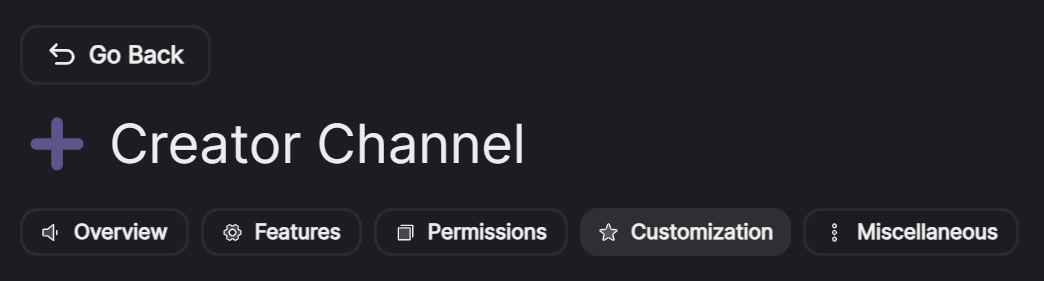 Go Back
Creator Channel
Overview Features Permissions Customization Miscellaneous